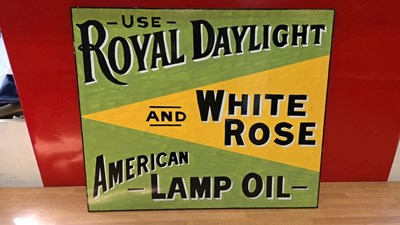 -USE-
ROYAL DAYLIGHT
AND WHITE
ROSE
AMERICAN
-LAMP OIL-